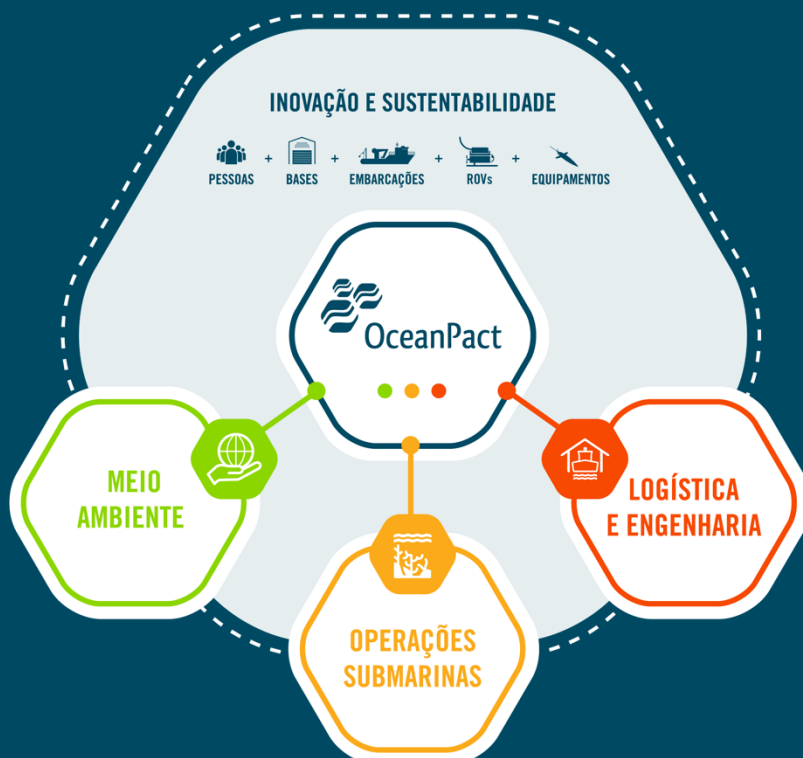 INOVAÇÃO E SUSTENTABILIDADE
PESSOAS + BASES + EMBARCAÇÕES + ROVs + EQUIPAMENTOS
OceanPact
MEIO
AMBIENTE
OPERAÇÕES
SUBMARINAS
LOGÍSTICA
E ENGENHARIA